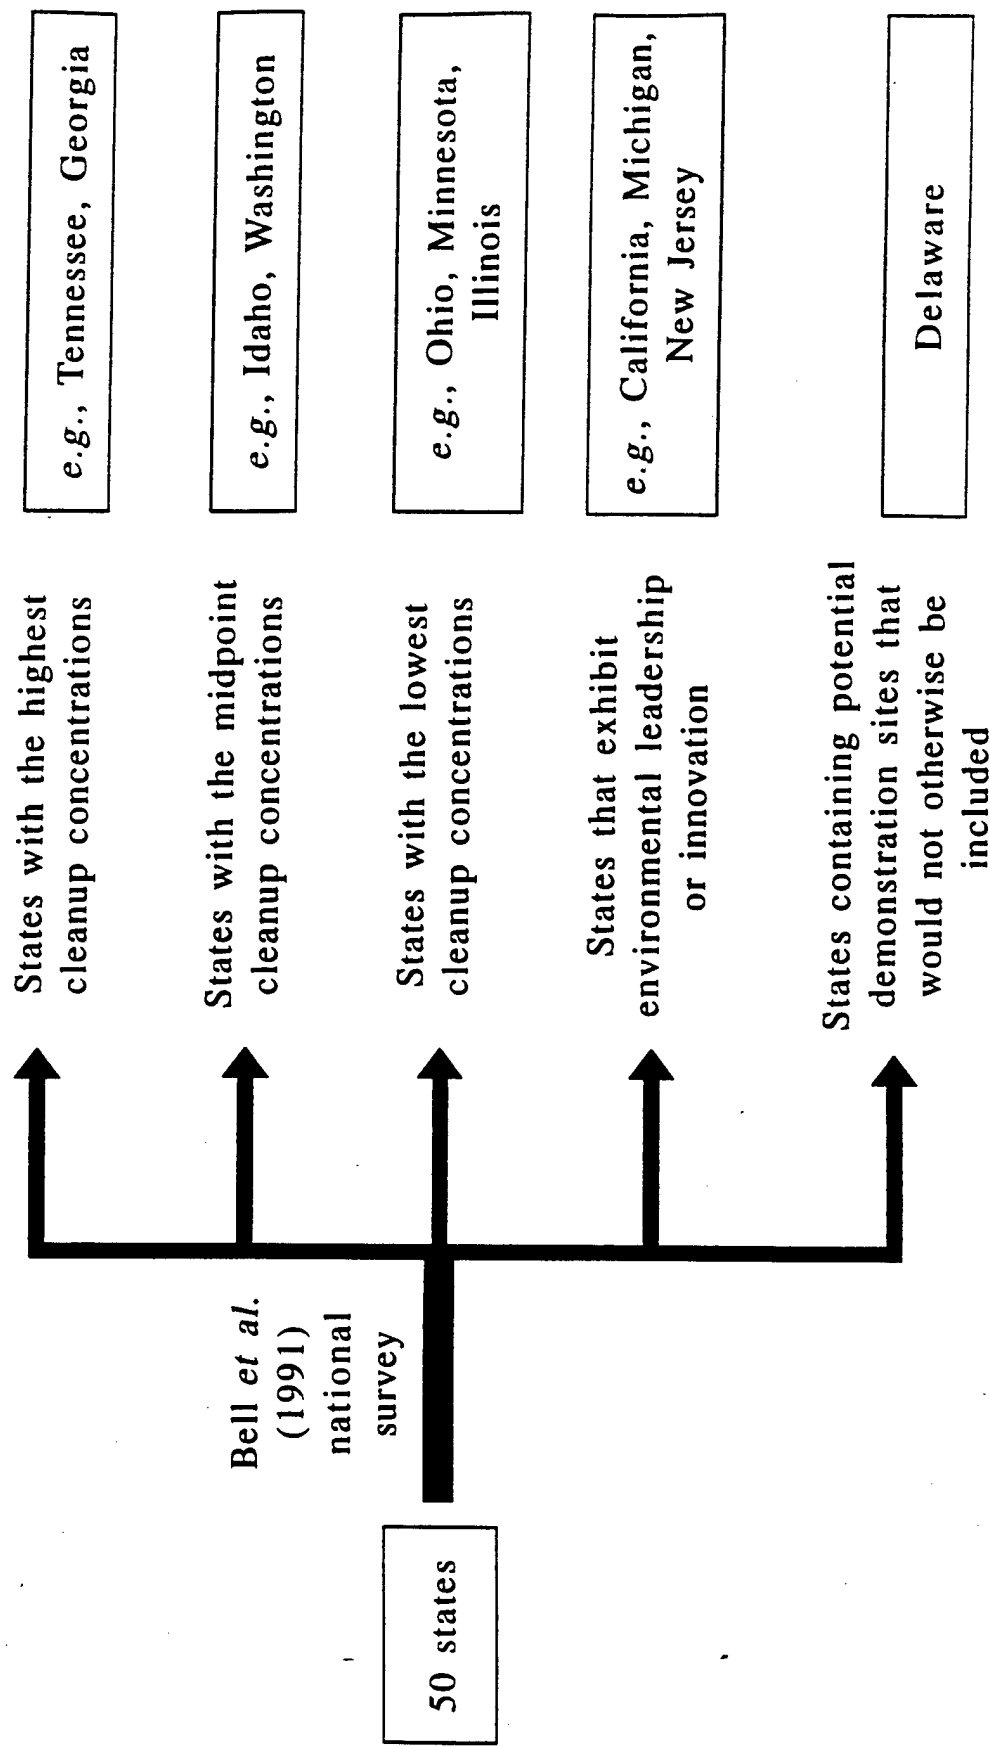 50 states
Bell et al.
(1991)
national
survey
States with the highest
cleanup concentrations
e.g., Tennessee, Georgia
States with the midpoint
cleanup concentrations
e.g., Idaho, Washington
States with the lowest
cleanup concentrations
e.g., Ohio, Minnesota,
Illinois
States that exhibit
environmental leadership
or innovation
e.g., California, Michigan,
New Jersey
States containing potential
demonstration sites that
would not otherwise be
included
Delaware